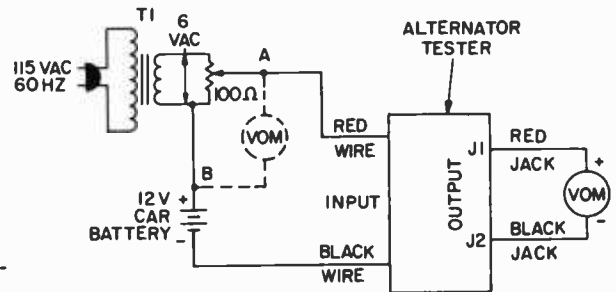 T1
6
VAC
115 VAC
60 HZ
100Ω
A
VOM
B
+
12 V
CAR
BATTERY
-
ALTERNATOR
TESTER
RED
WIRE
INPUT
BLACK
WIRE
OUTPUT
J1
J2
RED
JACK
BLACK
JACK
+
VOM
-